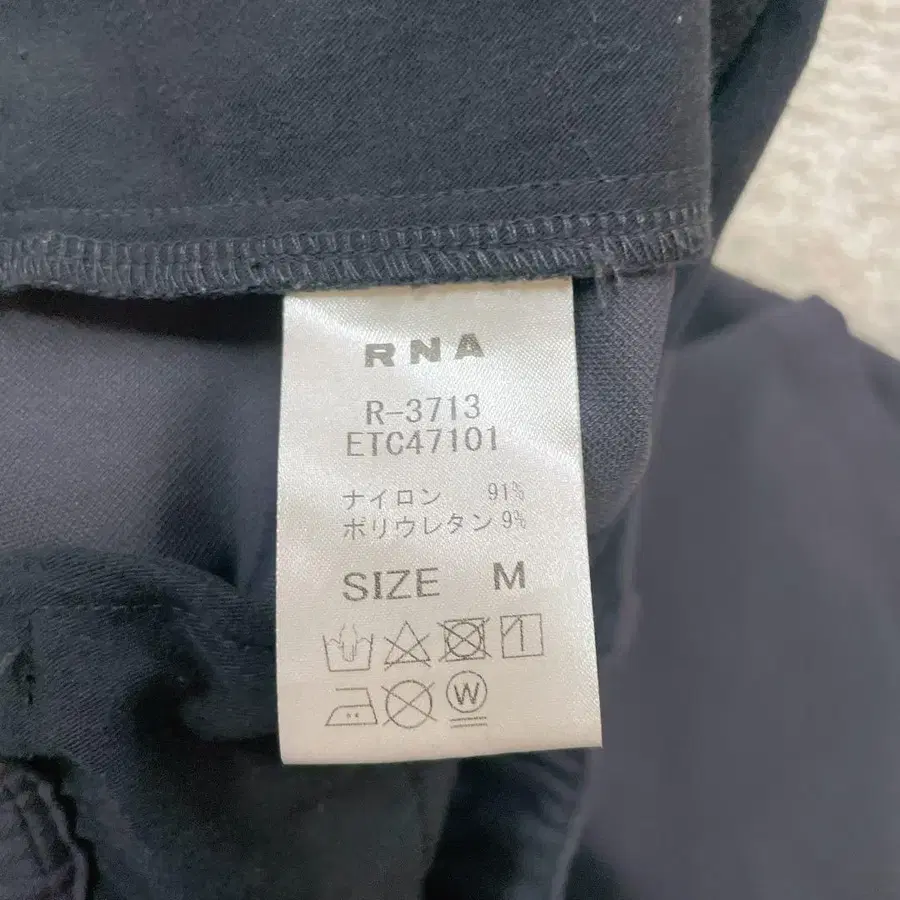 RNA
R-3713
ETC47101
ナイロン 91%
ポリウレタン 9%
SIZE M
W